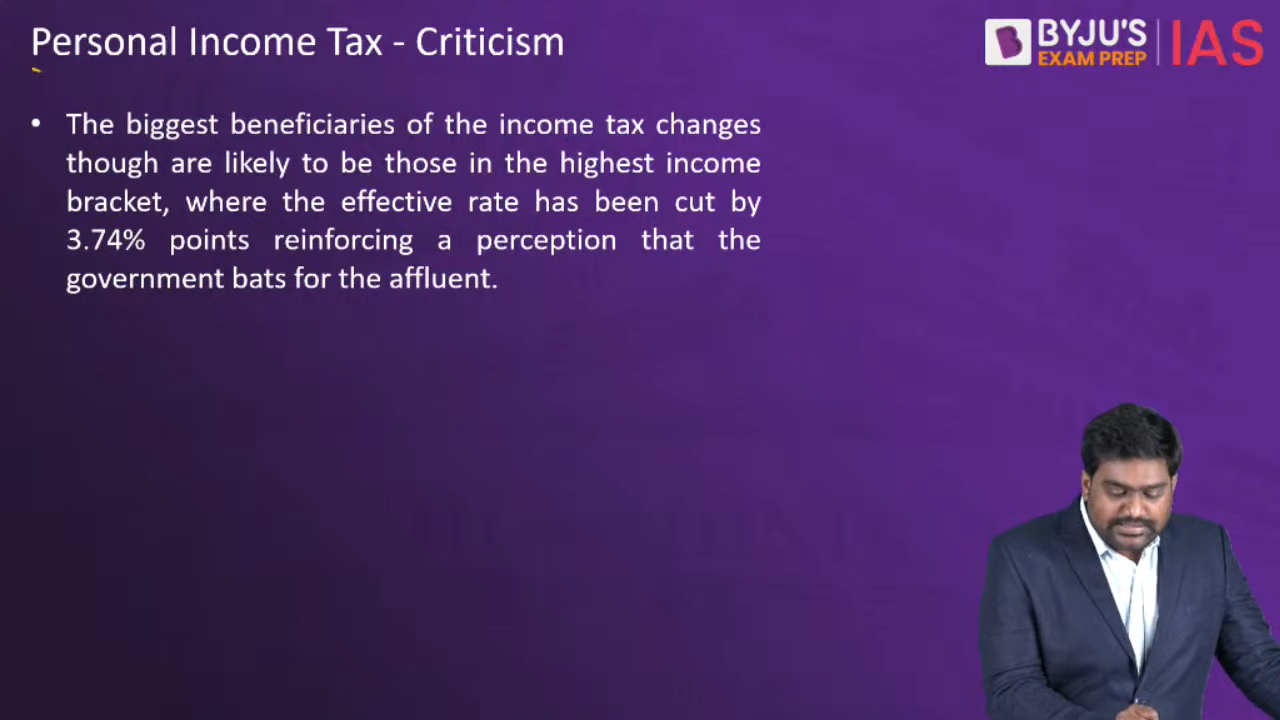 Personal Income Tax - Criticism
BYJU'S
EXAM PREP
IAS
• The biggest beneficiaries of the income tax changes
though are likely to be those in the highest income
bracket, where the effective rate has been cut by
3.74% points reinforcing a perception that the
government bats for the affluent.